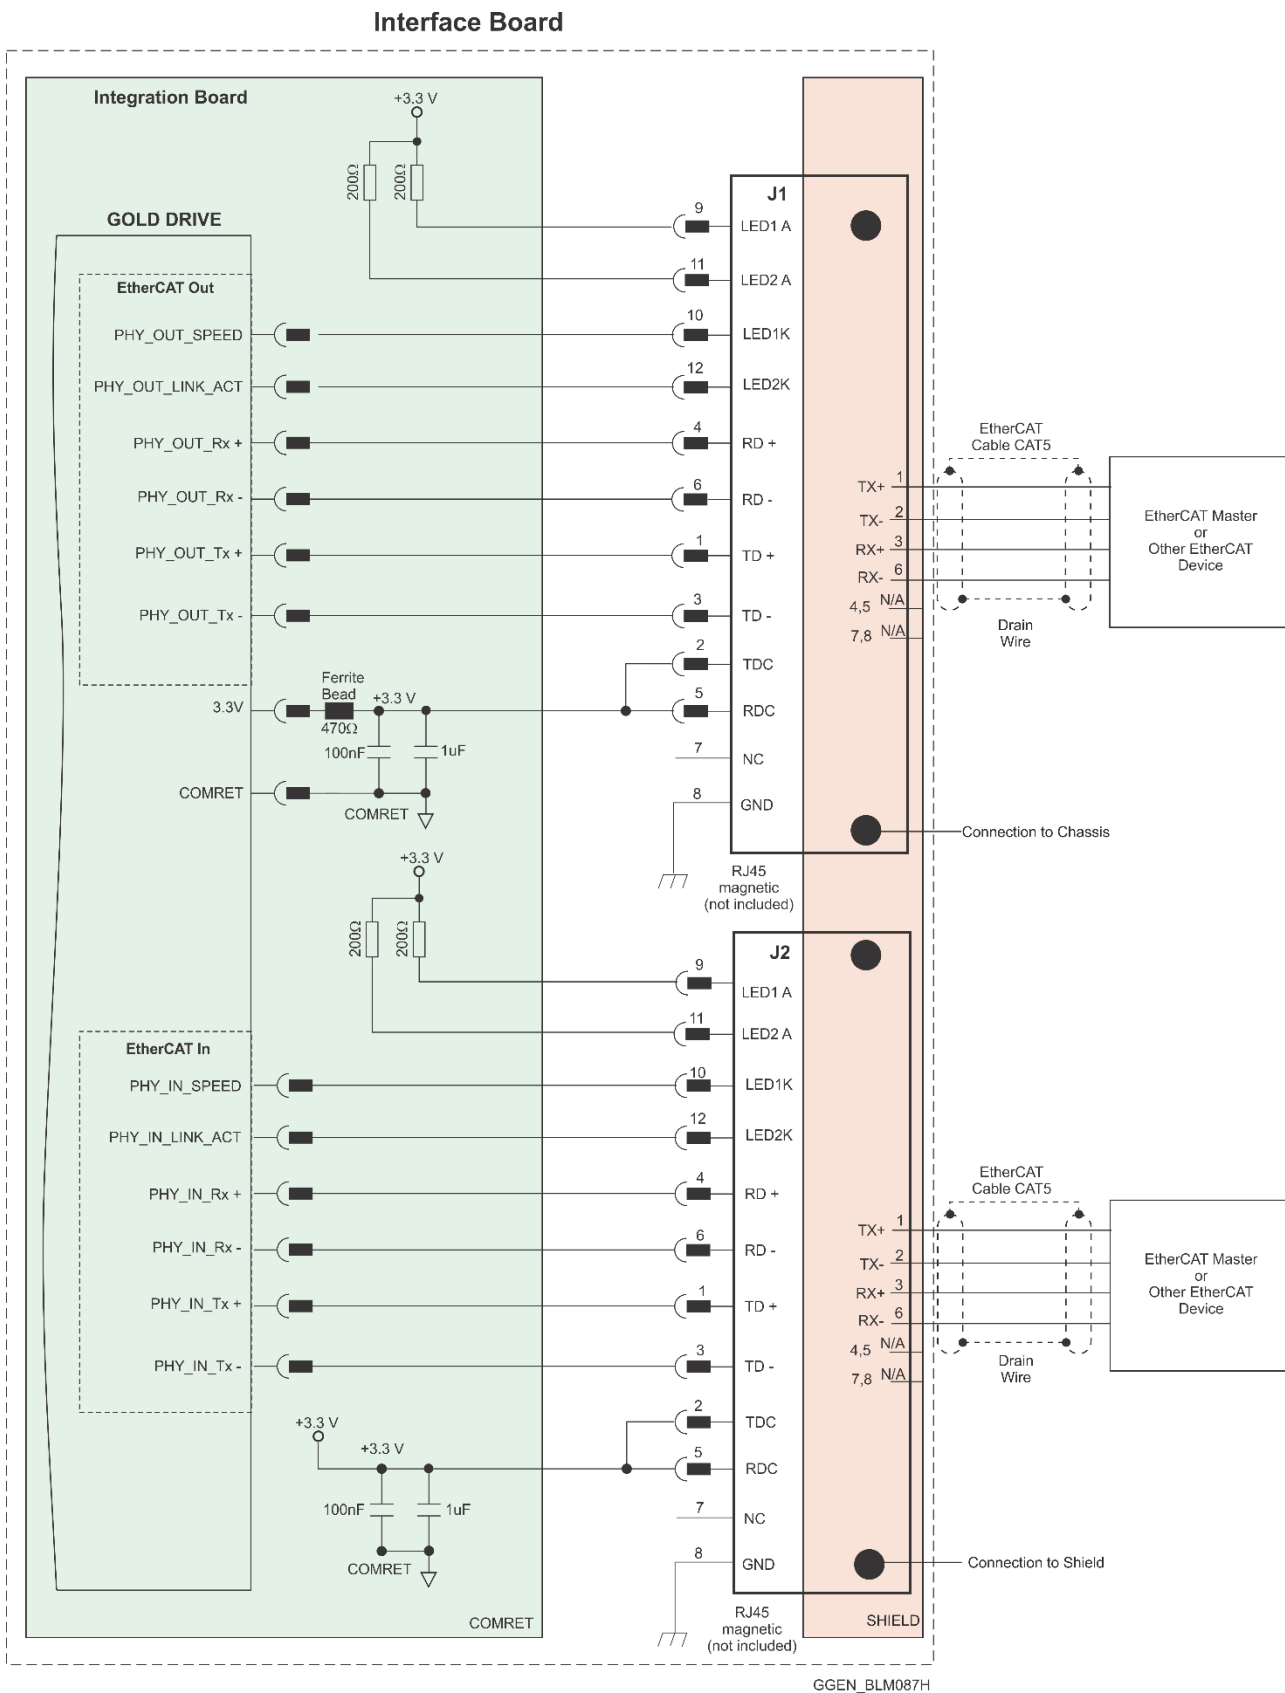 Interface Board
Integration Board
+3.3 V
200Ω
200Ω
J1
GOLD DRIVE
9
LED1 A
11
LED2 A
EtherCAT Out
PHY_OUT_SPEED
10
LED1K
PHY_OUT_LINK_ACT
12
LED2K
PHY_OUT_Rx +
4
RD +
PHY_OUT_Rx -
6
RD -
PHY_OUT_Tx +
1
TD +
PHY_OUT_Tx -
3
TD -
2
TDC
3.3V
Ferrite
Bead
470Ω
+3.3 V
5
RDC
100nF
1uF
7
NC
COMRET
COMRET
8
GND
TX+ 1
TX- 2
RX+ 3
RX- 6
4,5 N/A
7,8 N/A
EtherCAT
Cable CAT5
Drain
Wire
EtherCAT Master
or
Other EtherCAT
Device
Connection to Chassis
RJ45
magnetic
(not included)
+3.3 V
200Ω
200Ω
J2
9
LED1 A
11
LED2 A
EtherCAT In
PHY_IN_SPEED
10
LED1K
PHY_IN_LINK_ACT
12
LED2K
PHY_IN_Rx +
4
RD +
PHY_IN_Rx -
6
RD -
PHY_IN_Tx +
1
TD +
PHY_IN_Tx -
3
TD -
2
TDC
+3.3 V
+3.3 V
5
RDC
100nF
1uF
7
NC
COMRET
8
GND
TX+ 1
TX- 2
RX+ 3
RX- 6
4,5 N/A
7,8 N/A
EtherCAT
Cable CAT5
Drain
Wire
EtherCAT Master
or
Other EtherCAT
Device
Connection to Shield
RJ45
magnetic
(not included)
COMRET
SHIELD
GGEN_BLM087H